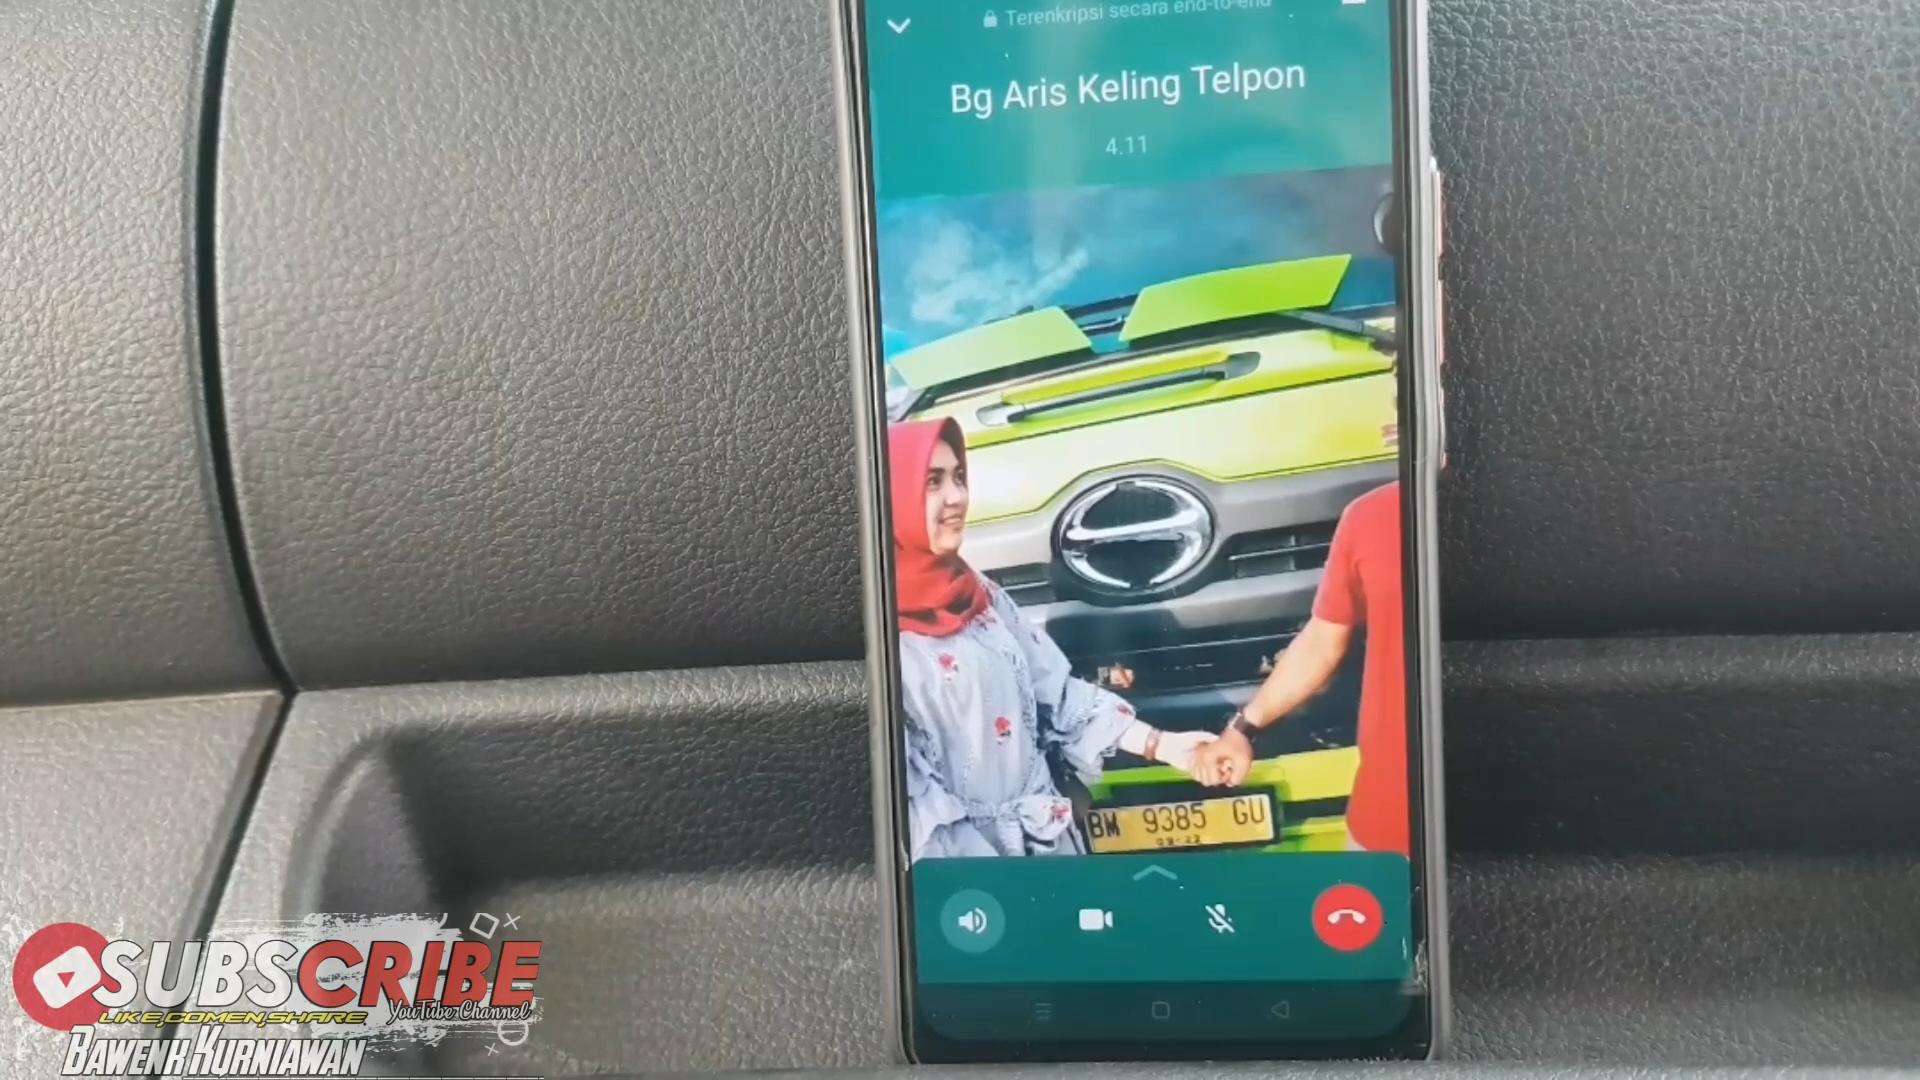 Terenkripsi secara end-to-end
Bg Aris Keling Telpon
4.11
BM 9385 GU
SUBSCRIBE
YouTube Channel
LIKE,COMEN,SHARE
BAWENK KURNIAWAN